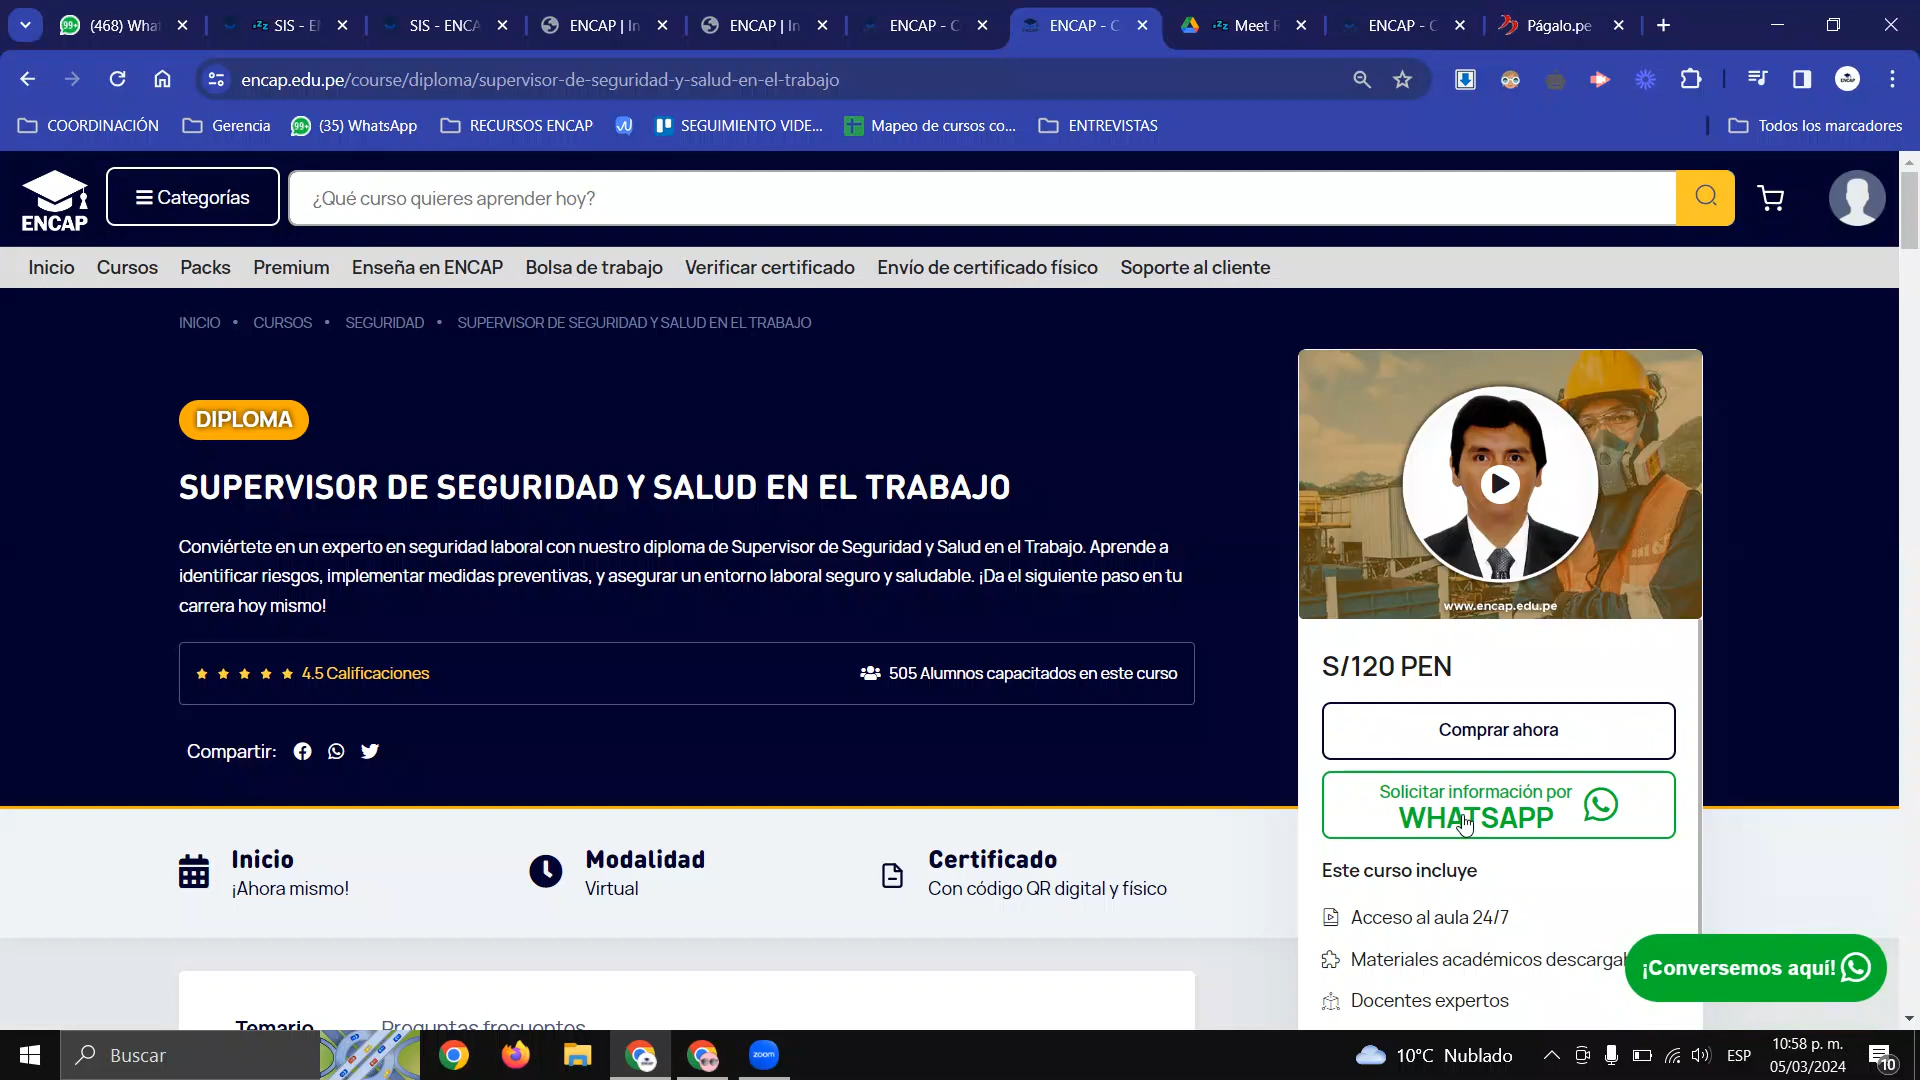 (468) Wha
SIS - E
SIS - ENCA
ENCAP | In
ENCAP | In
ENCAP - C
ENCAP - C
Meet R
ENCAP - C
Págalo.pe
encap.edu.pe/course/diploma/supervisor-de-seguridad-y-salud-en-el-trabajo
COORDINACIÓN
Gerencia
(35) WhatsApp
RECURSOS ENCAP
SEGUIMIENTO VIDE...
Mapeo de cursos co...
ENTREVISTAS
Todos los marcadores
ENCAP
Categorías
¿Qué curso quieres aprender hoy?
Inicio
Cursos
Packs
Premium
Enseña en ENCAP
Bolsa de trabajo
Verificar certificado
Envío de certificado físico
Soporte al cliente
INICIO • CURSOS • SEGURIDAD • SUPERVISOR DE SEGURIDAD Y SALUD EN EL TRABAJO
DIPLOMA
SUPERVISOR DE SEGURIDAD Y SALUD EN EL TRABAJO
Conviértete en un experto en seguridad laboral con nuestro diploma de Supervisor de Seguridad y Salud en el Trabajo. Aprende a
identificar riesgos, implementar medidas preventivas, y asegurar un entorno laboral seguro y saludable. ¡Da el siguiente paso en tu
carrera hoy mismo!
4.5 Calificaciones
505 Alumnos capacitados en este curso
Compartir:
www.encap.edu.pe
S/120 PEN
Comprar ahora
Solicitar información por
WHATSAPP
Este curso incluye
Acceso al aula 24/7
Materiales académicos descargab
Docentes expertos
¡Conversemos aquí!
Inicio
¡Ahora mismo!
Modalidad
Virtual
Certificado
Con código QR digital y físico
Temario
Preguntas frecuentes
Buscar
zoom
10°C Nublado
ESP
10:58 p. m.
05/03/2024
10